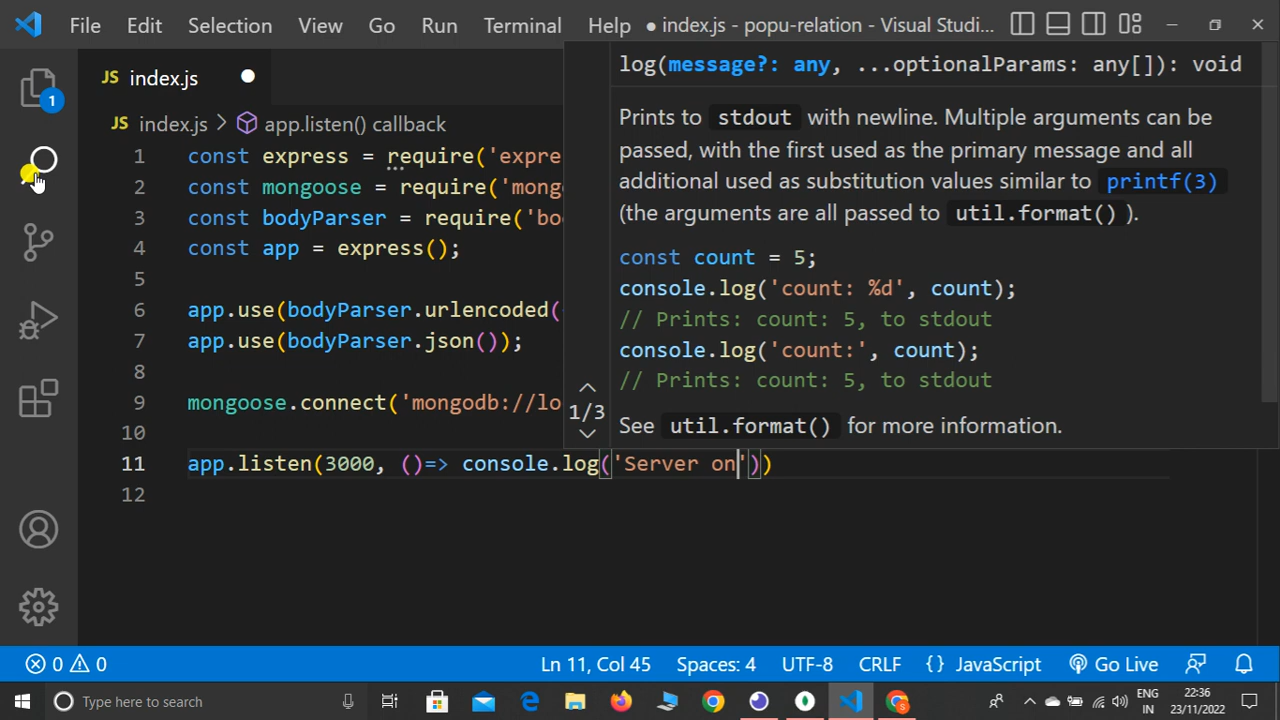 File Edit Selection View Go Run Terminal Help ● index.js - popu-relation - Visual Studi...
1
JS index.js ●
JS index.js > app.listen() callback
1 const express = require('expre
2 const mongoose = require('mong
3 const bodyParser = require('bo
4 const app = express();
5
6 app.use(bodyParser.urlencoded(
7 app.use(bodyParser.json());
8
9 mongoose.connect('mongodb://lo
10
11 app.listen(3000, ()=> console.log('Server on'))
12
log(message?: any, ...optionalParams: any[]): void
Prints to stdout with newline. Multiple arguments can be
passed, with the first used as the primary message and all
additional used as substitution values similar to printf(3)
(the arguments are all passed to util.format() ).
const count = 5;
console.log('count: %d', count);
// Prints: count: 5, to stdout
console.log('count:', count);
// Prints: count: 5, to stdout
1/3
See util.format() for more information.
0 0 Ln 11, Col 45 Spaces: 4 UTF-8 CRLF {} JavaScript Go Live
Type here to search
ENG
IN
22:36
23/11/2022